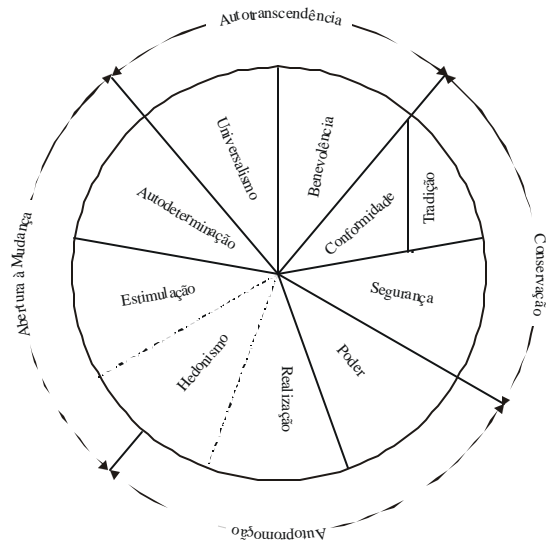 Autotranscendência
Universalismo
Benevolência
Autodeterminação
Conformidade
Tradição
Abertura à Mudança
Estimulação
Segurança
Conservação
Hedonismo
Realização
Poder
Autopromoção